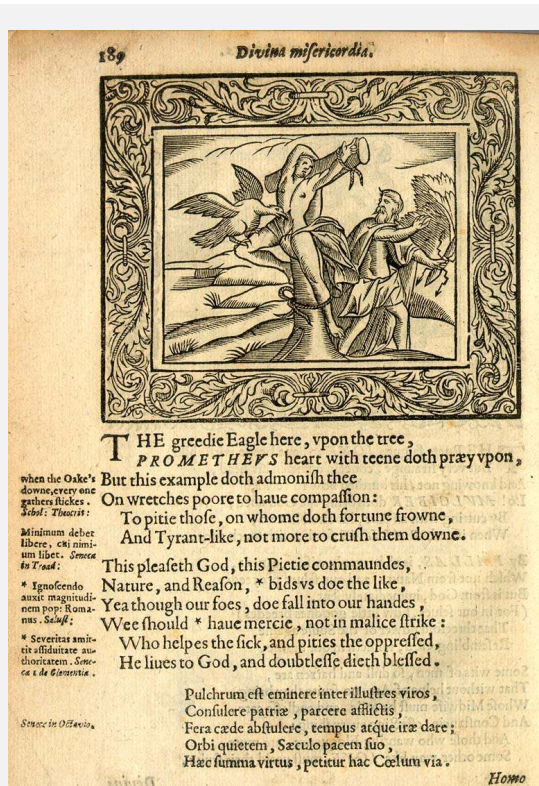 189
Divina misericordia.
THE greedie Eagle here, vpon the tree,
PROMETHEVS heart with teene doth præy vpon,
But this example doth admonish thee
On wretches poore to haue compassion:
To pitie those, on whome doth fortune frowne,
And Tyrant-like, not more to crush them downe.
when the Oake's
downe, every one
gathers stickes.
Schol: Theocris:
Minimum debet
libere, cui nimi-
um libet. Seneca
in Troad:
This pleaseth God, this Pietie commaundes,
Nature, and Reason, * bids vs doe the like,
Yea though our foes, doe fall into our handes,
Wee should * haue mercie, not in malice strike:
Who helpes the sick, and pities the oppressed,
He liues to God, and doubtlesse dieth blessed.
* Ignoscendo
auxit magnitudi-
nem pop: Roma-
nus. Salust:
* Severitas amit-
tit assiduitate au-
thoritatem. Sene-
ca 1 de Clementia.
Pulchrum est eminere inter illustres viros,
Consulere patriæ, parcere afflictis,
Fera cæde abstulere, tempus atque iræ dare;
Orbi quietem, Sæculo pacem suo,
Hæc summa virtus, petitur hac Cœlum via.
Senec: in Octavio.
Homo